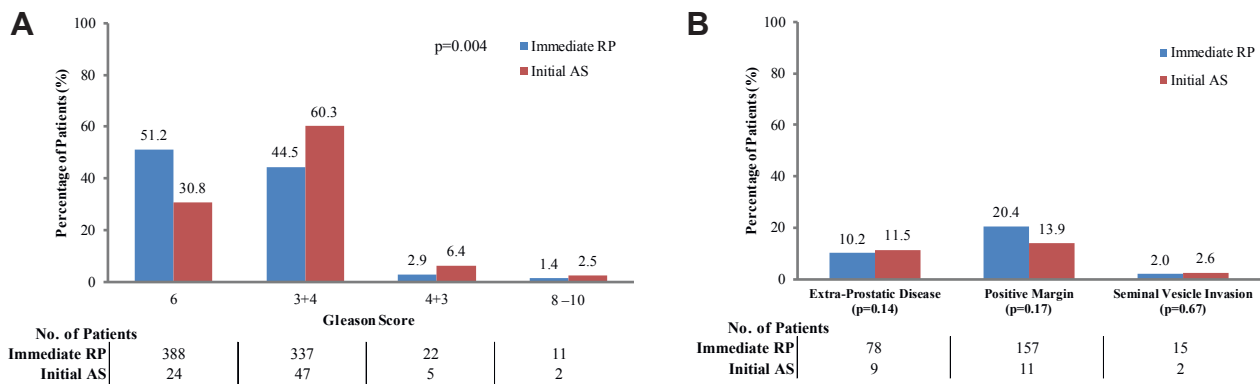 A
100
80
60
40
20
0
Percentage of Patients (%)
p=0.004
Immediate RP
Initial AS
51.2
30.8
44.5
60.3
2.9
6.4
1.4
2.5
6
3+4
4+3
8–10
Gleason Score
No. of Patients
Immediate RP 388 337 22 11
Initial AS 24 47 5 2
B
100
80
60
40
20
0
Percentage of Patients (%)
Immediate RP
Initial AS
10.2
11.5
20.4
13.9
2.0
2.6
Extra-Prostatic Disease
(p=0.14)
Positive Margin
(p=0.17)
Seminal Vesicle Invasion
(p=0.67)
No. of Patients
Immediate RP 78 157 15
Initial AS 9 11 2